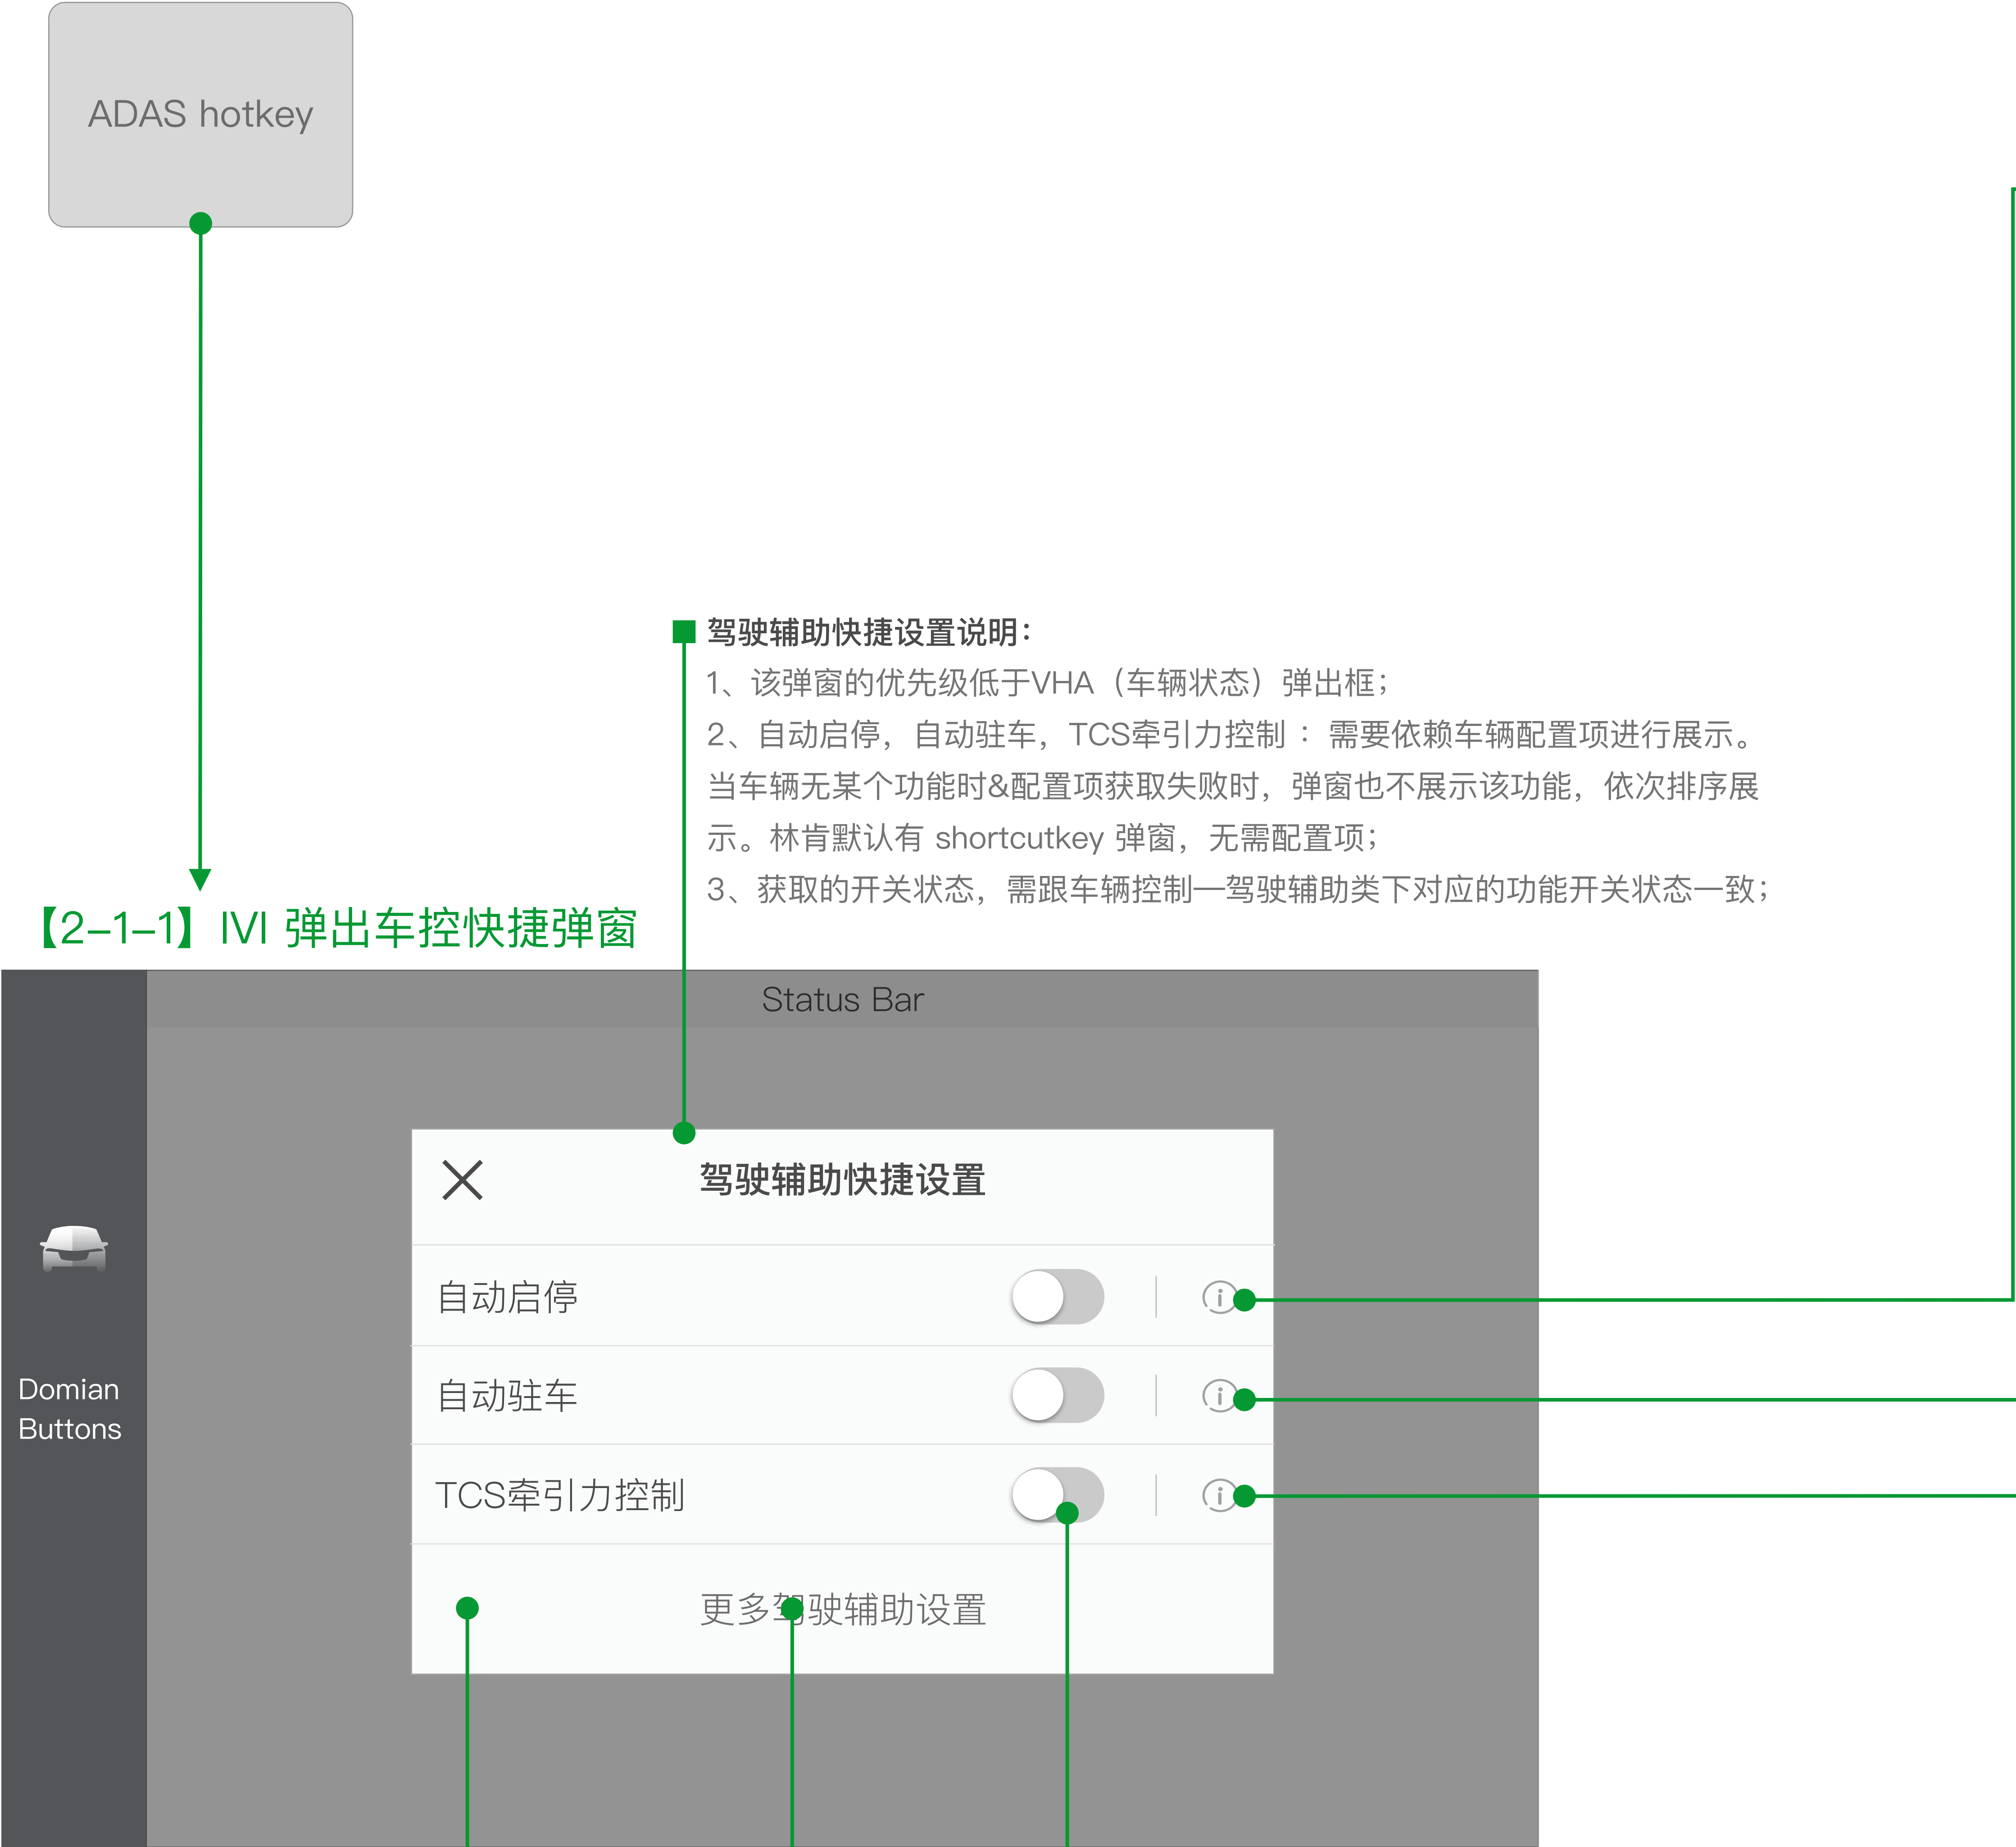 ADAS hotkey
驾驶辅助快捷设置说明：
1、该弹窗的优先级低于VHA（车辆状态）弹出框；
2、自动启停，自动驻车，TCS牵引力控制 ：需要依赖车辆配置项进行展示。
当车辆无某个功能时&配置项获取失败时，弹窗也不展示该功能，依次排序展
示。林肯默认有 shortcutkey 弹窗，无需配置项；
3、获取的开关状态，需跟车辆控制—驾驶辅助类下对应的功能开关状态一致；
【2-1-1】IVI 弹出车控快捷弹窗
Status Bar
驾驶辅助快捷设置
自动启停
自动驻车
TCS牵引力控制
更多驾驶辅助设置
Domian
Buttons